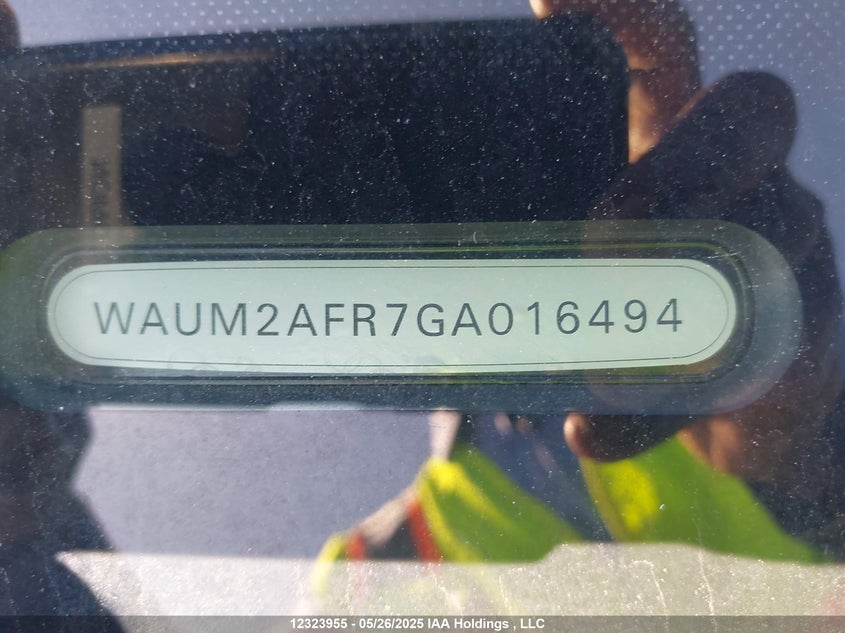 WAUM2AFR7GA016494
12323955 - 05/26/2025 IAA Holdings , LLC